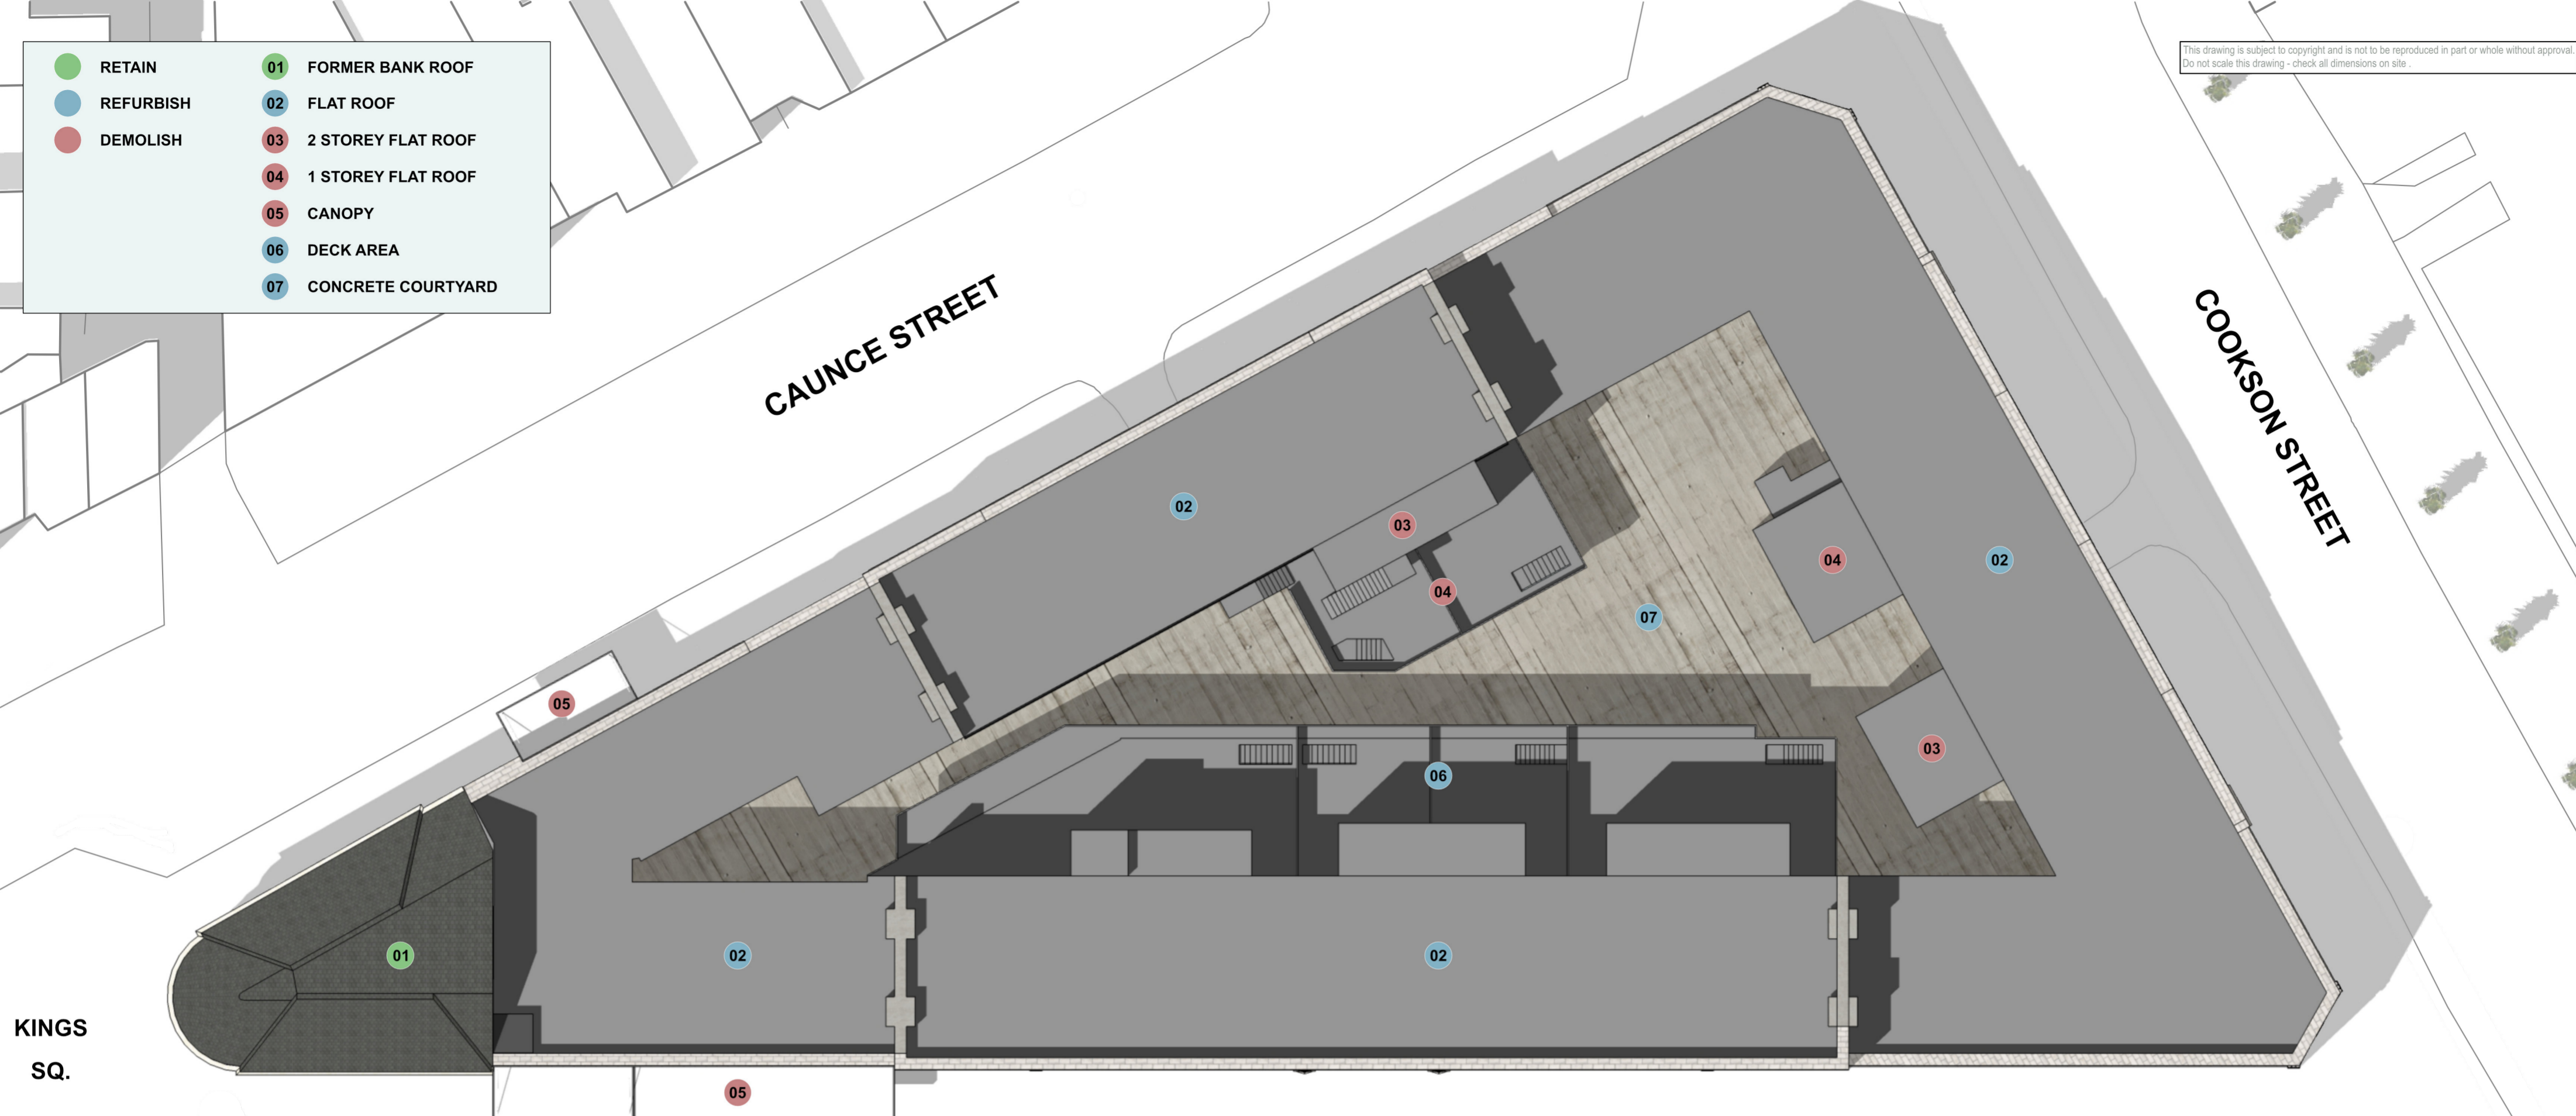 RETAIN
REFURBISH
DEMOLISH
01 FORMER BANK ROOF
02 FLAT ROOF
03 2 STOREY FLAT ROOF
04 1 STOREY FLAT ROOF
05 CANOPY
06 DECK AREA
07 CONCRETE COURTYARD
This drawing is subject to copyright and is not to be reproduced in part or whole without approval.
Do not scale this drawing - check all dimensions on site .
CAUNCE STREET
COOKSON STREET
02
03
04
02
04
07
05
03
06
01
02
02
KINGS
SQ.
05